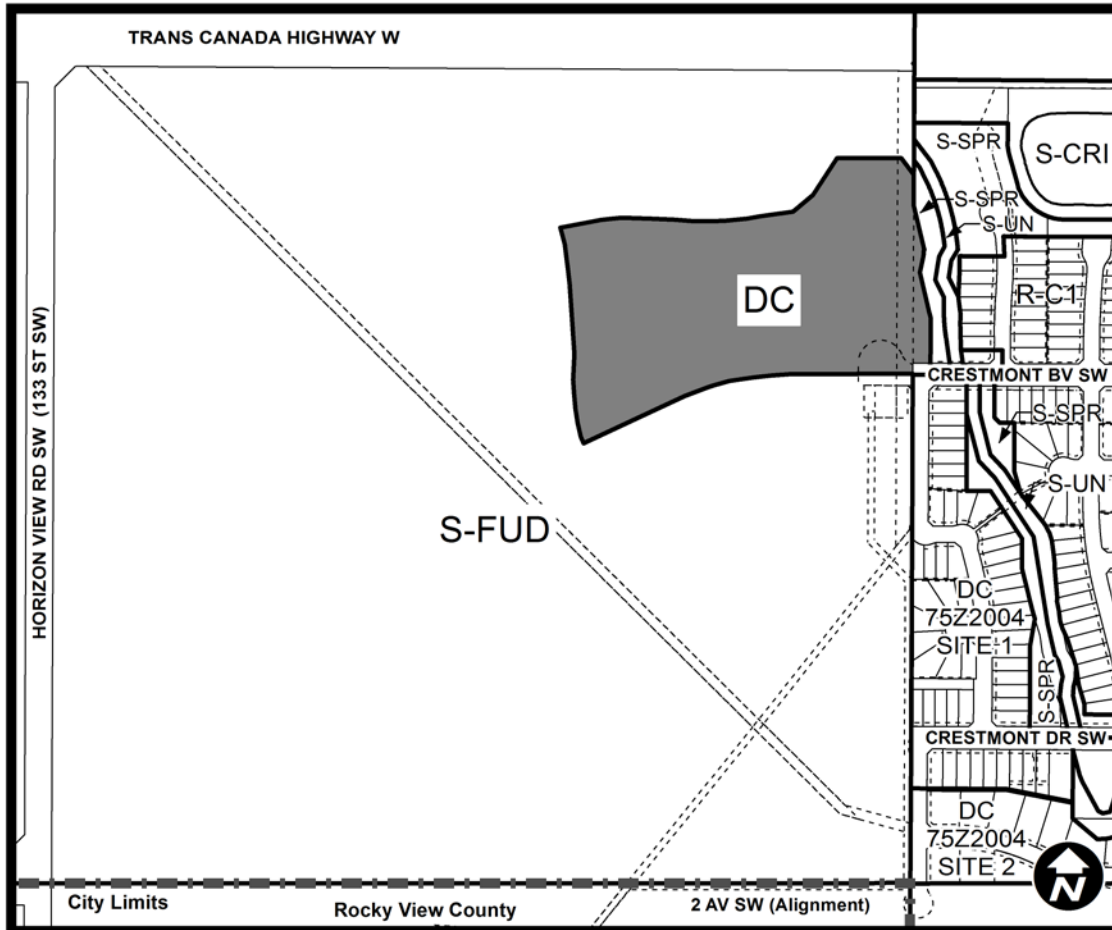 TRANS CANADA HIGHWAY W
S-SPR
S-CRI
S-SPR
S-UN
DC
R-C1
HORIZON VIEW RD SW (133 ST SW)
CRESTMONT BV SW
S-SPR
S-UN
S-FUD
DC
75Z2004
SITE 1
S-SPR
CRESTMONT DR SW
DC
75Z2004
SITE 2
N
City Limits
Rocky View County
2 AV SW (Alignment)